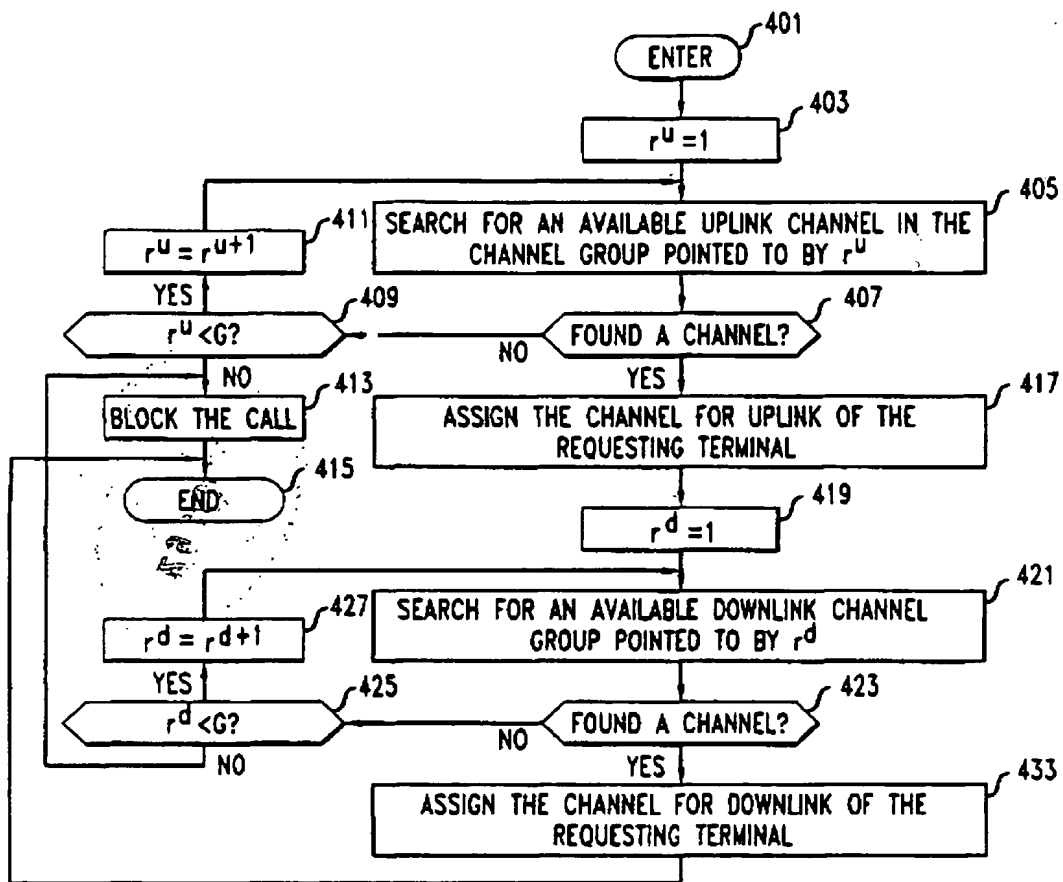 401
ENTER
403
r^u = 1
405
SEARCH FOR AN AVAILABLE UPLINK CHANNEL IN THE
CHANNEL GROUP POINTED TO BY r^u
411
r^u = r^u+1
YES
409
r^u < G?
407
FOUND A CHANNEL?
NO
NO
YES
413
BLOCK THE CALL
417
ASSIGN THE CHANNEL FOR UPLINK OF THE
REQUESTING TERMINAL
415
END
419
r^d = 1
421
SEARCH FOR AN AVAILABLE DOWNLINK CHANNEL
GROUP POINTED TO BY r^d
427
r^d = r^d+1
YES
425
r^d < G?
423
FOUND A CHANNEL?
NO
NO
YES
433
ASSIGN THE CHANNEL FOR DOWNLINK OF THE
REQUESTING TERMINAL